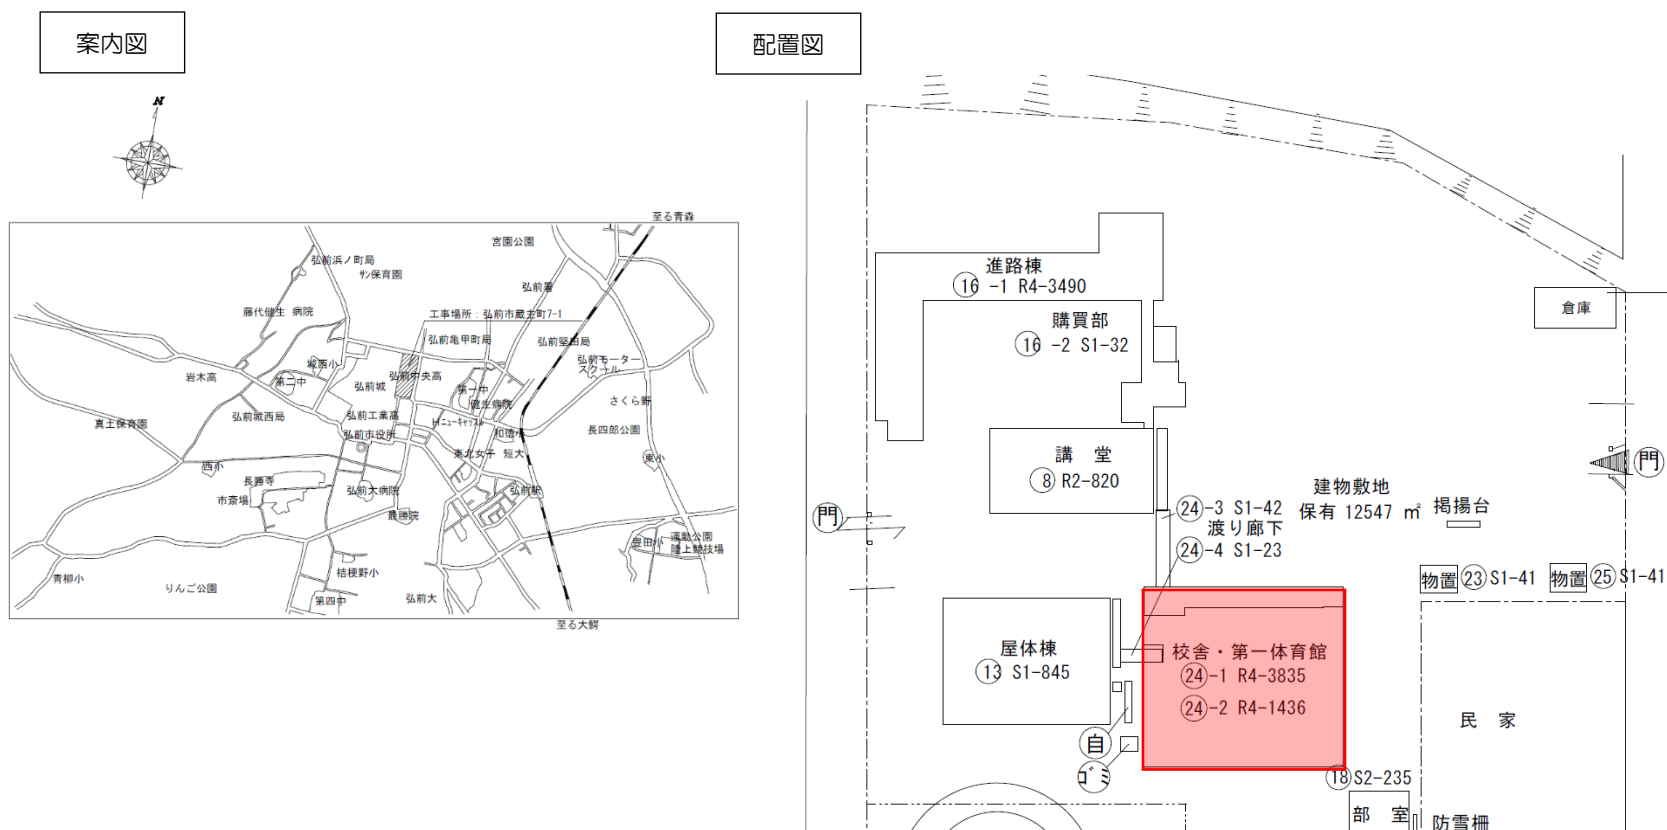 案内図
配置図
N
至る青森
宮園公園
弘前浜ノ町局
サン保育園
弘前署
藤代健生 病院
工事場所：弘前市蔵主町7-1
弘前亀甲町局
弘前堅田局
弘前モーター
スクール
城西小
岩木高
第二中
弘前城
弘前中央高
第一中
健生病院
さくら野
弘前城西局
弘前工業高
真土保育園
弘前市役所
和徳小
長四郎公園
東北女子 短大
西小
東小
長勝寺
市斎場
弘前大病院
弘前駅
最勝院
豊田小
運動公園
陸上競技場
青柳小
りんご公園
桔梗野小
第四中
弘前大
至る大鰐
進路棟
⑯-1 R4-3490
購買部
⑯-2 S1-32
倉庫
講 堂
⑧ R2-820
門
門
㉔-3 S1-42
渡り廊下
㉔-4 S1-23
建物敷地
保有 12547 ㎡
掲揚台
物置 ㉓ S1-41
物置 ㉕ S1-41
屋体棟
⑬ S1-845
校舎・第一体育館
㉔-1 R4-3835
㉔-2 R4-1436
民 家
自
ゴミ
⑱ S2-235
部 室
防雪柵